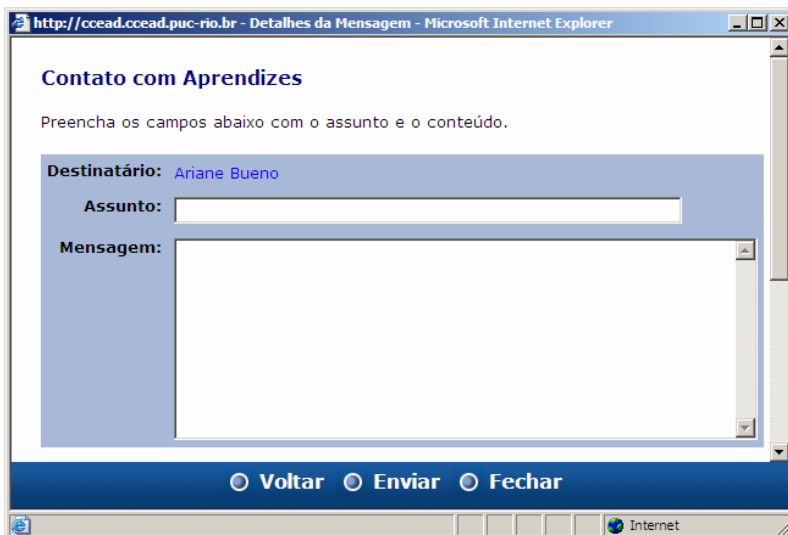 http://ccead.ccead.puc-rio.br - Detalhes da Mensagem - Microsoft Internet Explorer
Contato com Aprendizes
Preencha os campos abaixo com o assunto e o conteúdo.
Destinatário: Ariane Bueno
Assunto:
Mensagem:
Voltar Enviar Fechar
Internet